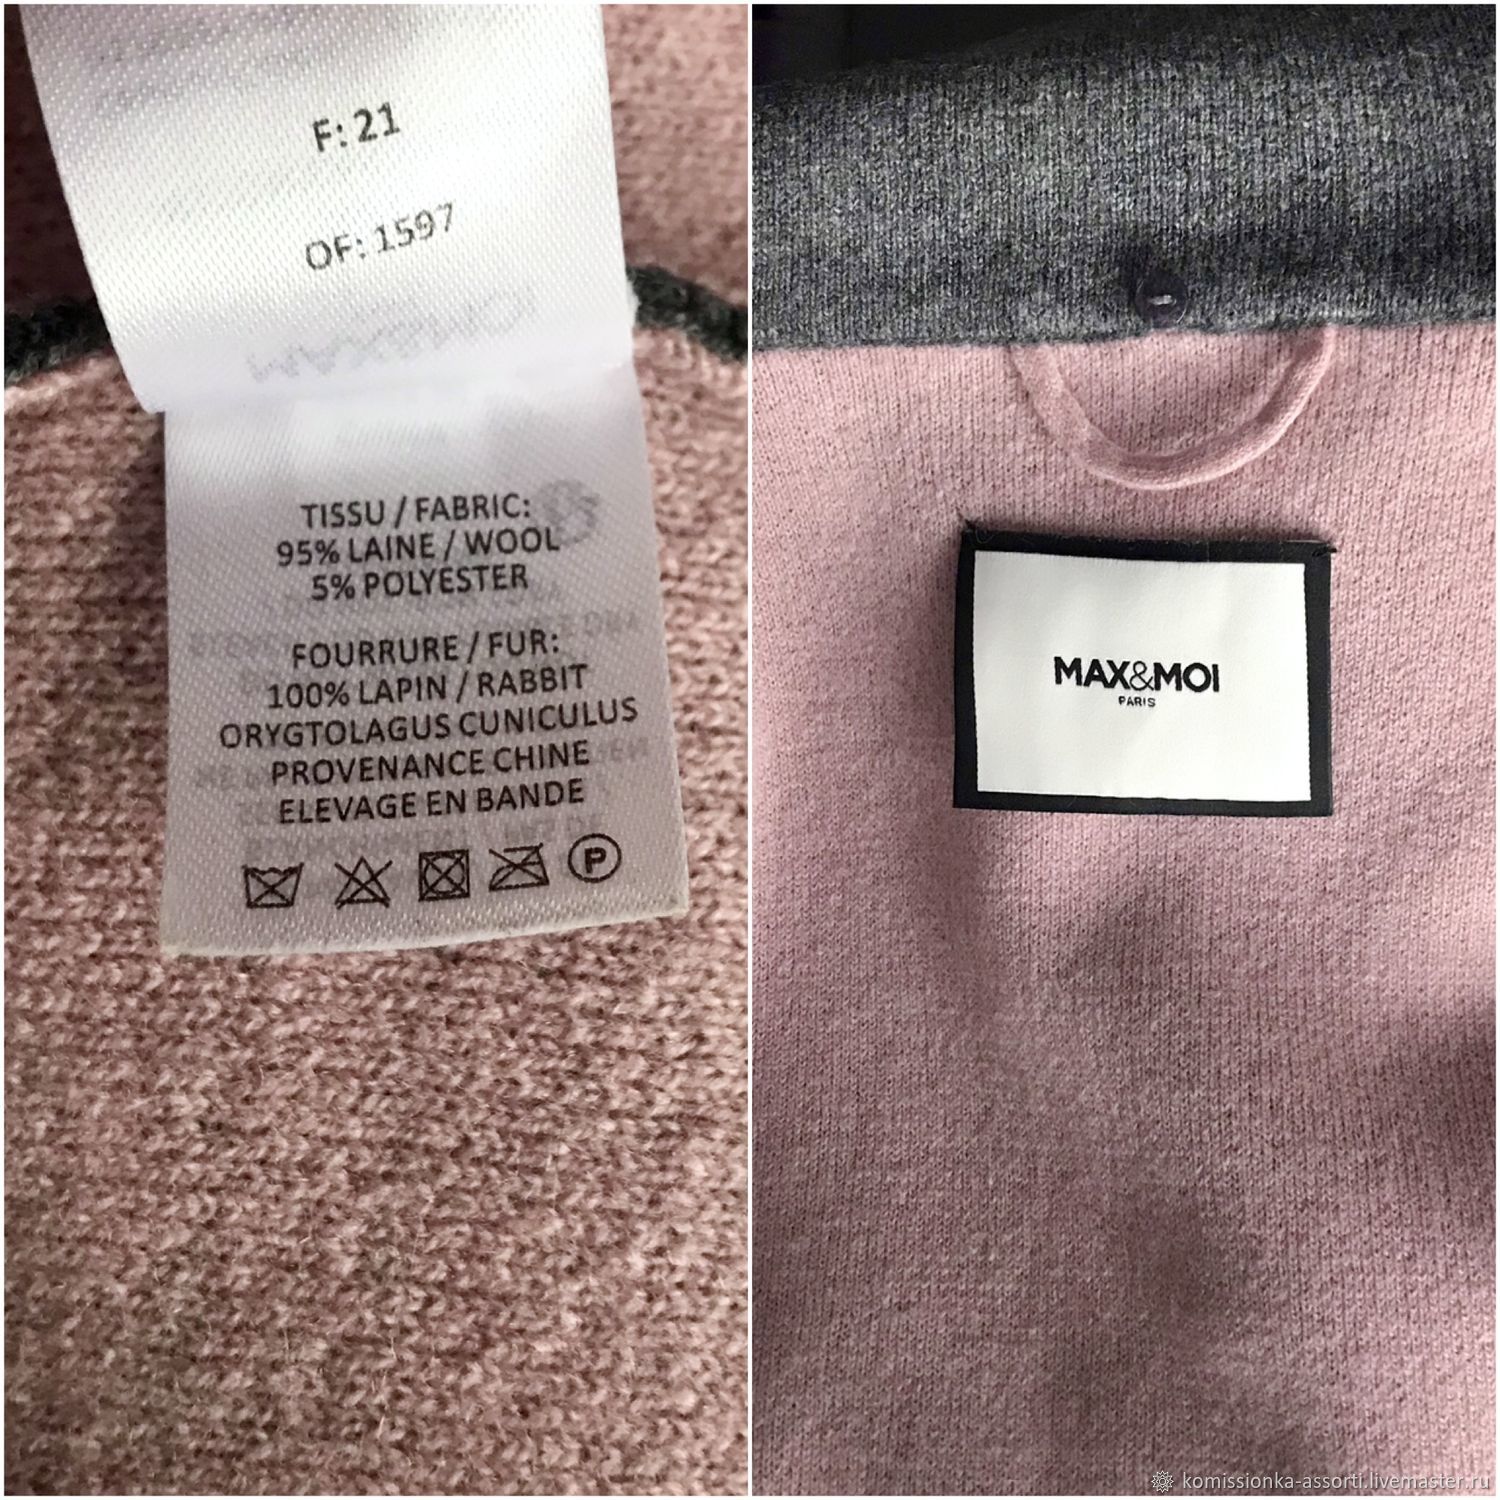 F: 21
OF: 1597
TISSU / FABRIC:
95% LAINE / WOOL
5% POLYESTER
FOURRURE / FUR:
100% LAPIN / RABBIT
ORYGTOLAGUS CUNICULUS
PROVENANCE CHINE
ELEVAGE EN BANDE
P
MAX&MOI
PARIS
komissionka-assorti.livemaster.ru